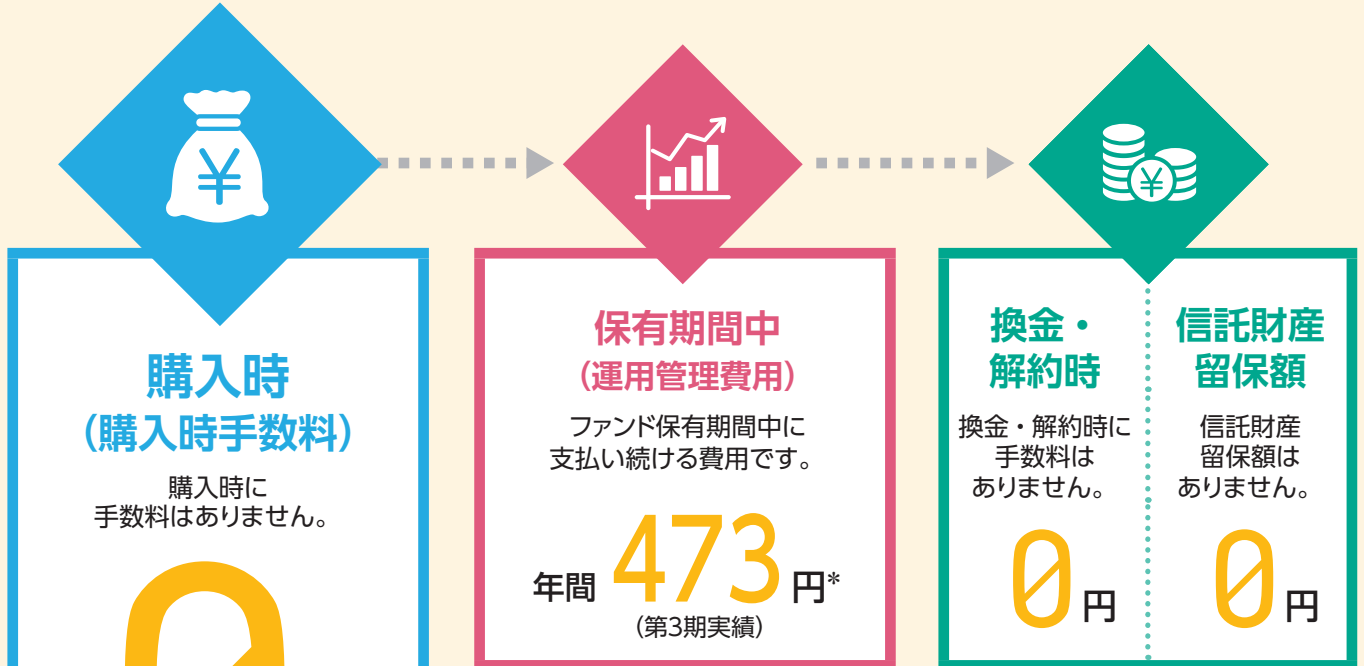 購入時
（購入時手数料）
購入時に
手数料はありません。
保有期間中
（運用管理費用）
ファンド保有期間中に
支払い続ける費用です。
年間 473 円*
（第3期実績）
換金・
解約時
換金・解約時に
手数料は
ありません。
0 円
信託財産
留保額
信託財産
留保額は
ありません。
0 円